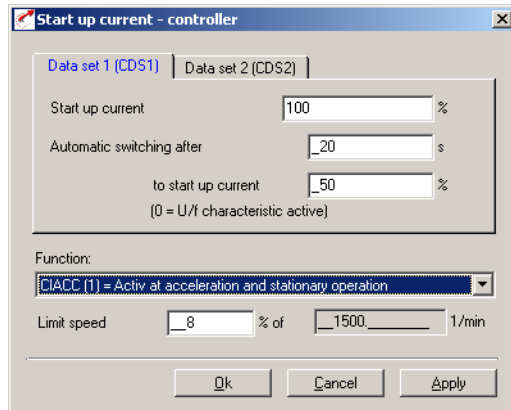 Start up current - controller
Data set 1 (CDS1) Data set 2 (CDS2)
Start up current 100 %
Automatic switching after _20 s
to start up current _50 %
(0 = U/f characteristic active)
Function:
CIACC (1) = Activ at acceleration and stationary operation
Limit speed __8 % of __1500.________ 1/min
Ok Cancel Apply